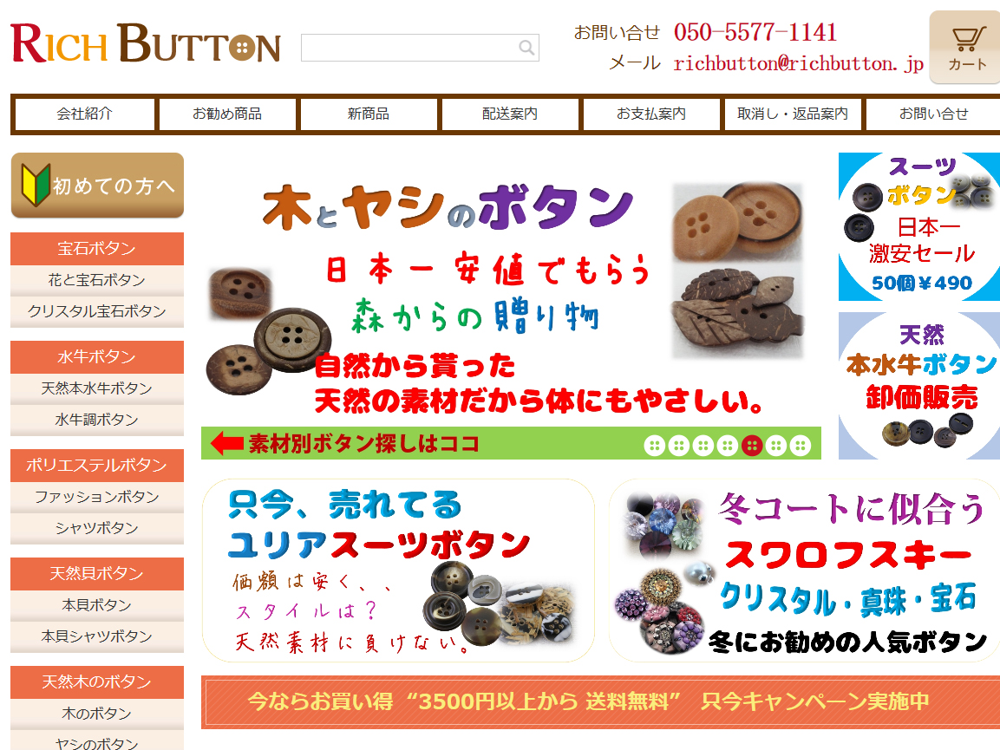 RICH BUTTON
お問い合せ 050-5577-1141
メール richbutton@richbutton.jp
カート
会社紹介
お勧め商品
新商品
配送案内
お支払案内
取消し・返品案内
お問い合せ
初めての方へ
宝石ボタン
花と宝石ボタン
クリスタル宝石ボタン
水牛ボタン
天然本水牛ボタン
水牛調ボタン
ポリエステルボタン
ファッションボタン
シャツボタン
天然貝ボタン
本貝ボタン
本貝シャツボタン
天然木のボタン
木のボタン
ヤシのボタン
木とヤシのボタン
日本一安値でもらう
森からの贈り物
自然から貰った
天然の素材だから体にもやさしい。
素材別ボタン探しはココ
スーツ
ボタン
日本一
激安セール
50個￥490
天然
本水牛ボタン
卸価販売
只今、売れてる
ユリアスーツボタン
価額は安く、、
スタイルは？
天然素材に負けない。
冬コートに似合う
スワロフスキー
クリスタル・真珠・宝石
冬にお勧めの人気ボタン
今ならお買い得 “3500円以上から 送料無料” 只今キャンペーン実施中